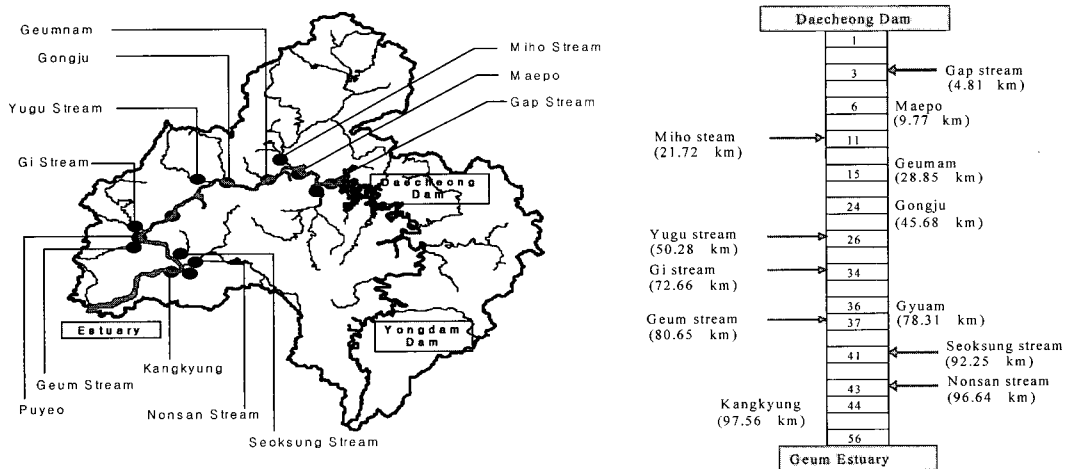 Geumnam
Gongju
Yugu Stream
Gi Stream
Miho Stream
Maepo
Gap Stream
Daecheong
Dam
Estuary
Yongdam
Dam
Kangkyung
Geum Stream
Puyeo
Nonsan Stream
Seoksung Stream
Daecheong Dam
1
3
Gap stream
(4.81 km)
6
Maepo
(9.77 km)
Miho steam
(21.72 km)
11
15
Geumam
(28.85 km)
24
Gongju
(45.68 km)
Yugu stream
(50.28 km)
26
Gi stream
(72.66 km)
34
36
Gyuam
(78.31 km)
Geum stream
(80.65 km)
37
41
Seoksung stream
(92.25 km)
43
Nonsan stream
(96.64 km)
Kangkyung
(97.56 km)
44
56
Geum Estuary